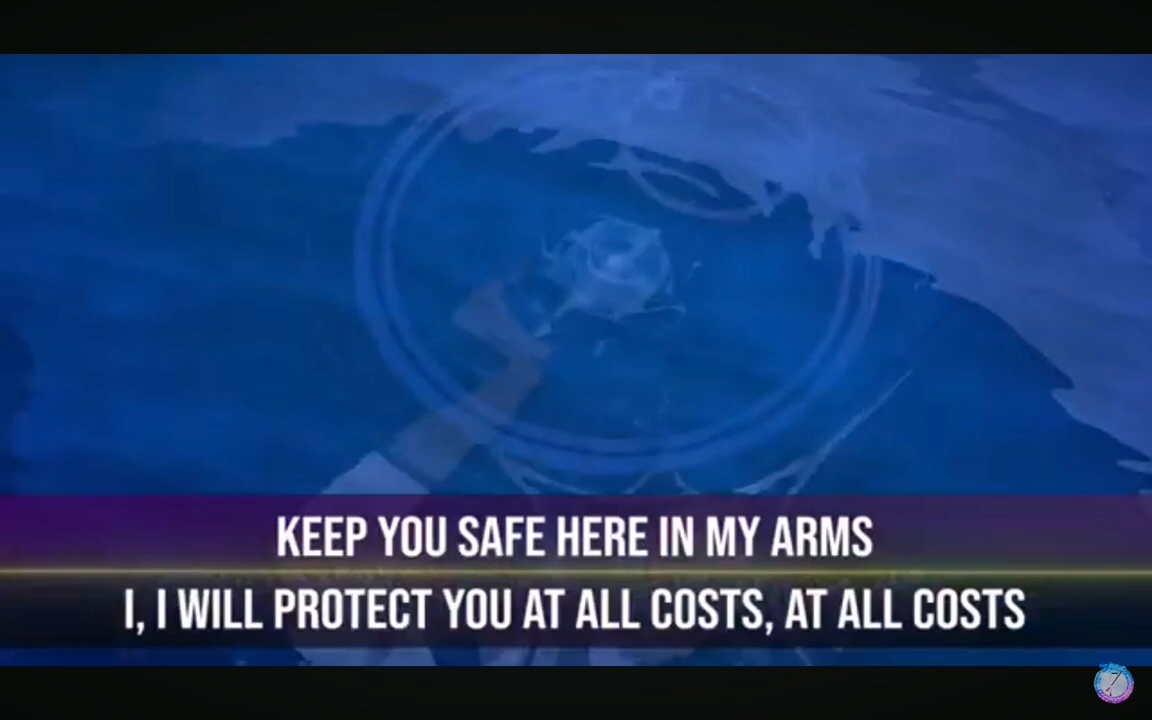 KEEP YOU SAFE HERE IN MY ARMS
I, I WILL PROTECT YOU AT ALL COSTS, AT ALL COSTS